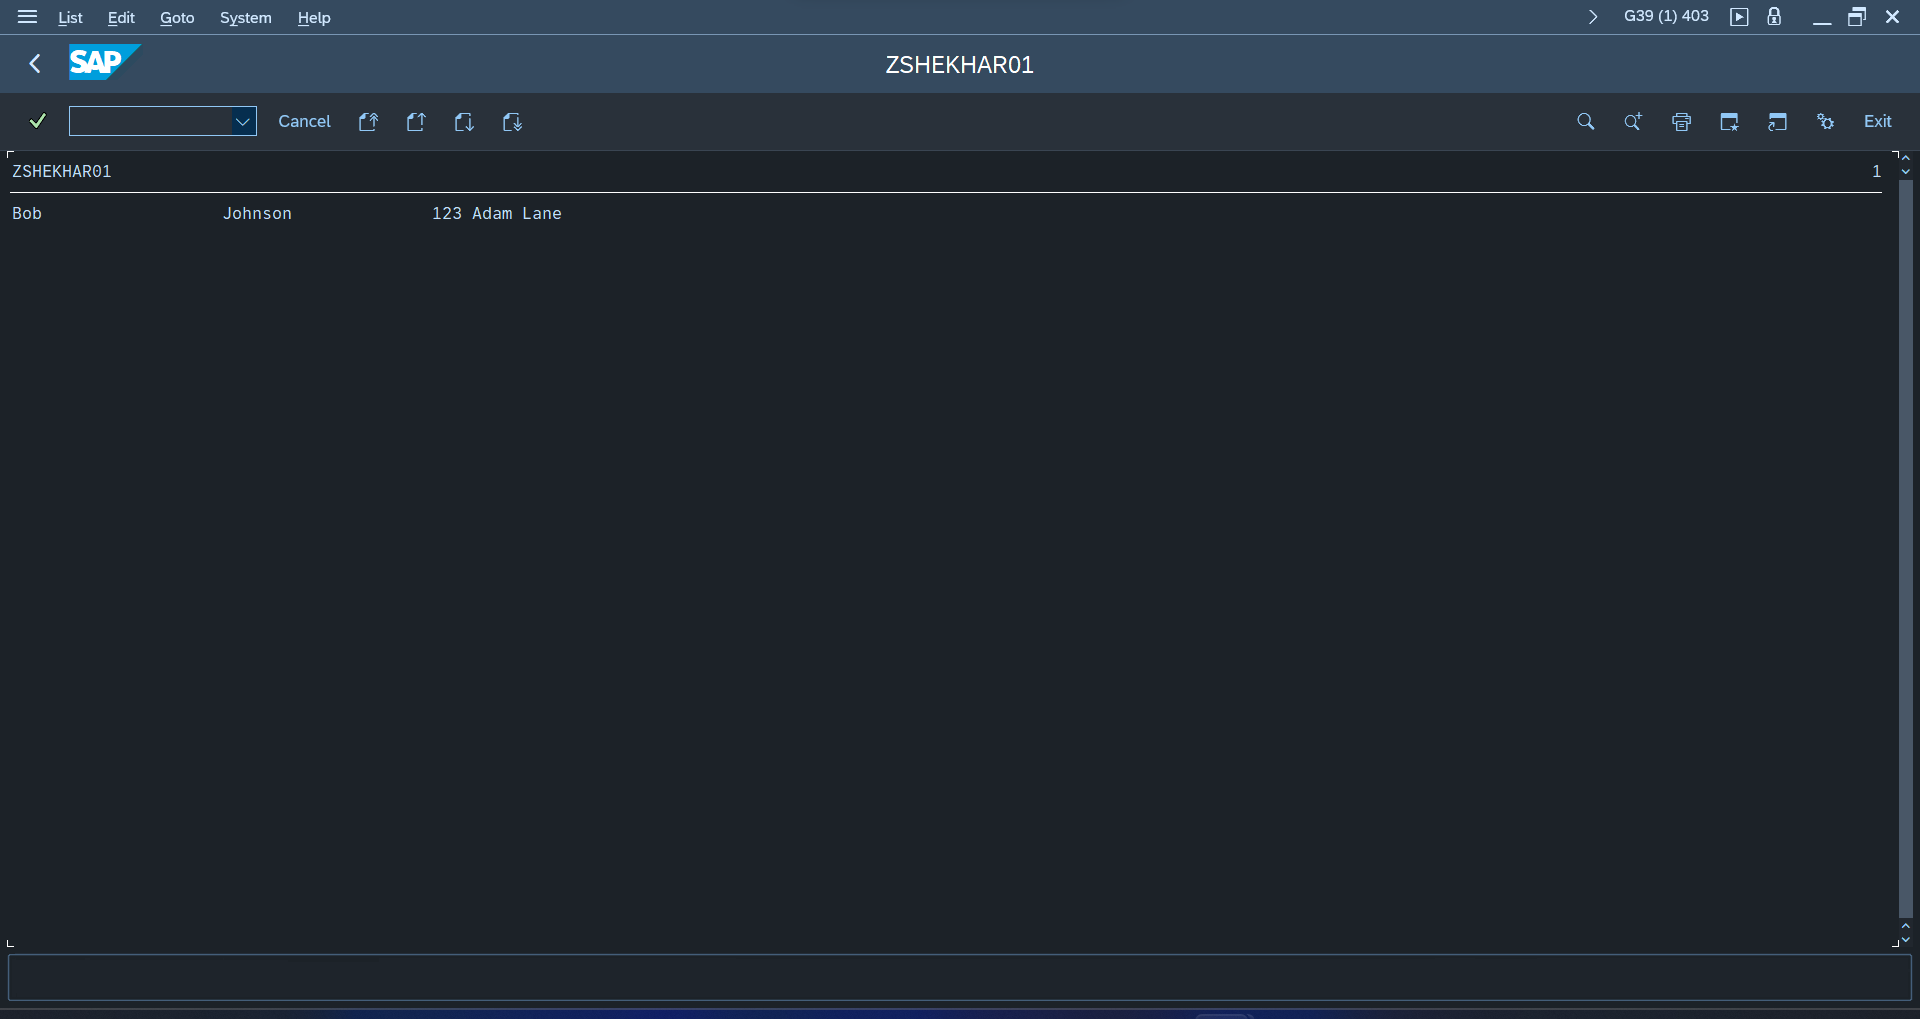 List Edit Goto System Help G39 (1) 403
SAP ZSHEKHAR01
Cancel Exit
ZSHEKHAR01 1
Bob Johnson 123 Adam Lane